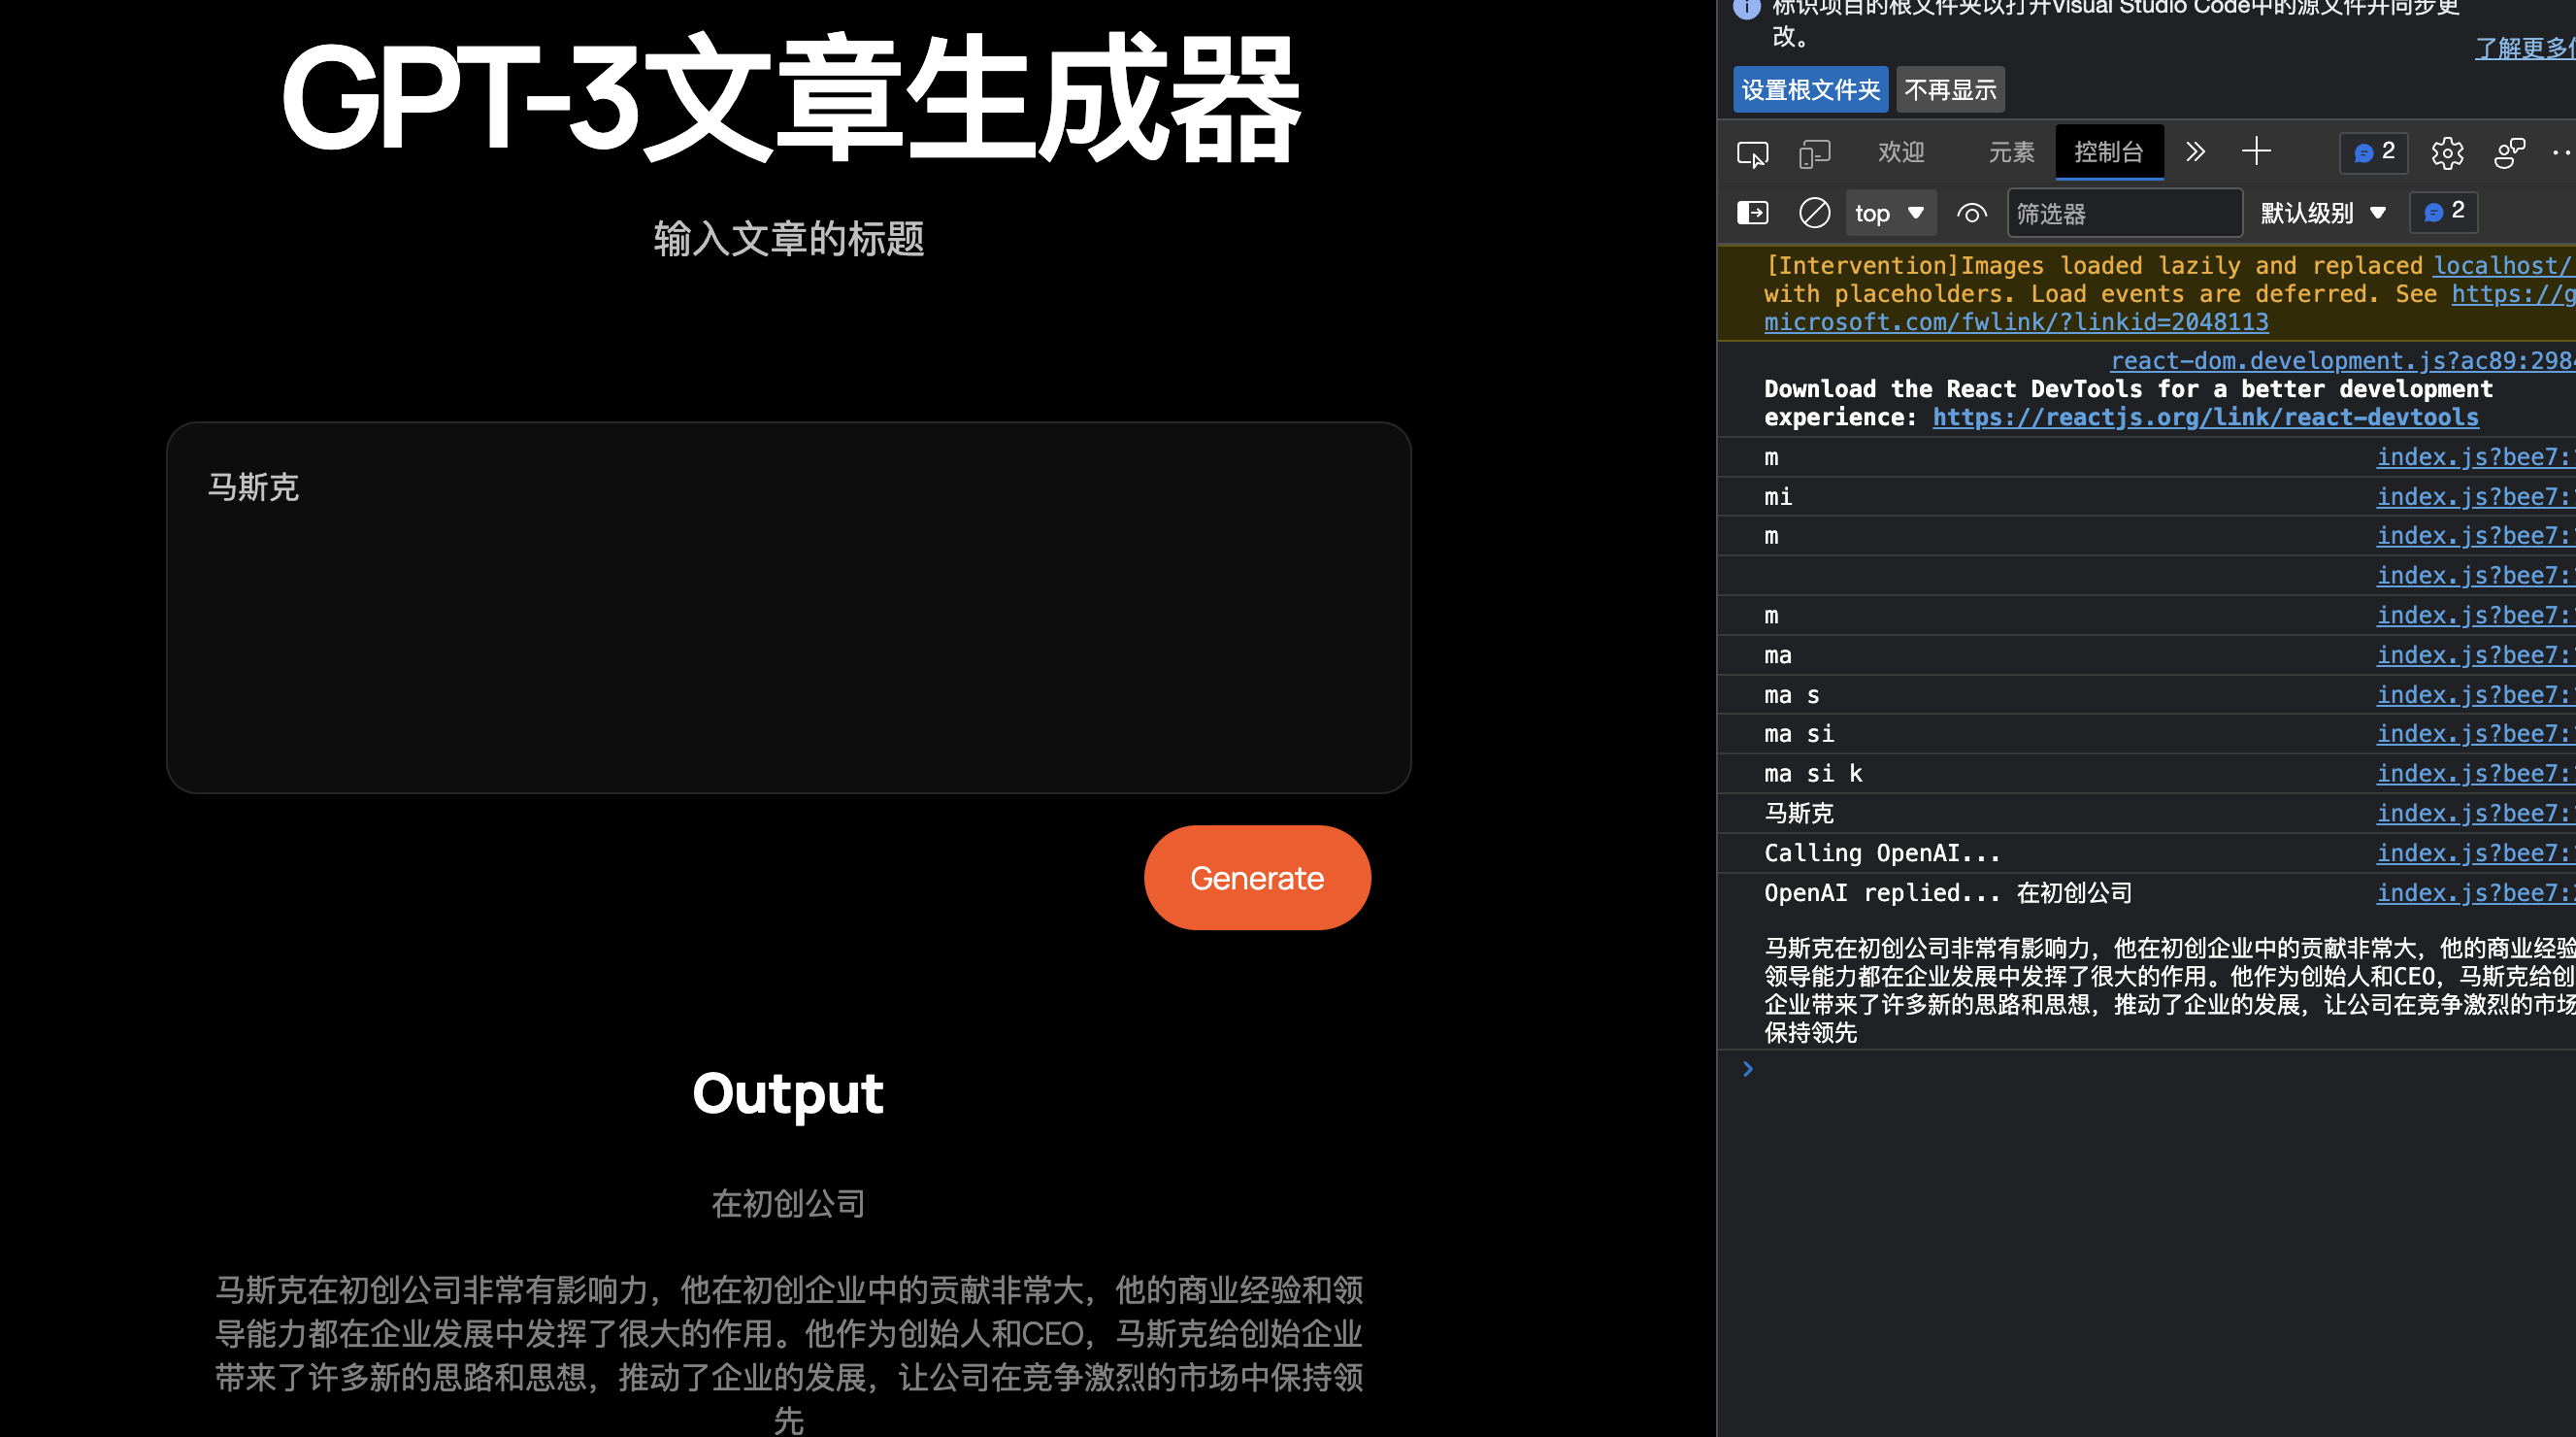 GPT-3文章生成器
输入文章的标题
马斯克
Generate
Output
在初创公司
马斯克在初创公司非常有影响力，他在初创企业中的贡献非常大，他的商业经验和领
导能力都在企业发展中发挥了很大的作用。他作为创始人和CEO，马斯克给创始企业
带来了许多新的思路和思想，推动了企业的发展，让公司在竞争激烈的市场中保持领
先
标识项目的根文件夹以打开Visual Studio Code中的源文件并同步更
改。
了解更多
设置根文件夹 不再显示
欢迎 元素 控制台 2
top 筛选器 默认级别 2
[Intervention]Images loaded lazily and replaced localhost/
with placeholders. Load events are deferred. See https://g
microsoft.com/fwlink/?linkid=2048113
react-dom.development.js?ac89:298
Download the React DevTools for a better development
experience: https://reactjs.org/link/react-devtools
m index.js?bee7:
mi index.js?bee7:
m index.js?bee7:
index.js?bee7:
m index.js?bee7:
ma index.js?bee7:
ma s index.js?bee7:
ma si index.js?bee7:
ma si k index.js?bee7:
马斯克 index.js?bee7:
Calling OpenAI... index.js?bee7:
OpenAI replied... 在初创公司 index.js?bee7:
马斯克在初创公司非常有影响力，他在初创企业中的贡献非常大，他的商业经验
领导能力都在企业发展中发挥了很大的作用。他作为创始人和CEO，马斯克给创
企业带来了许多新的思路和思想，推动了企业的发展，让公司在竞争激烈的市场
保持领先